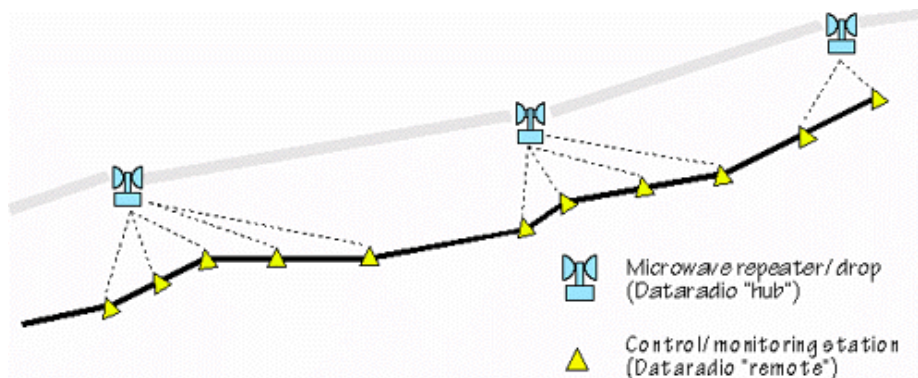 Microwave repeater/drop
(Dataradio "hub")
Control/monitoring station
(Dataradio "remote")